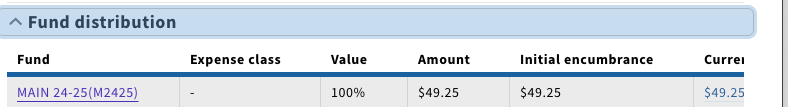 Fund distribution
Fund Expense class Value Amount Initial encumbrance
MAIN 24-25(M2425) - 100% $49.25 $49.25 $49.25